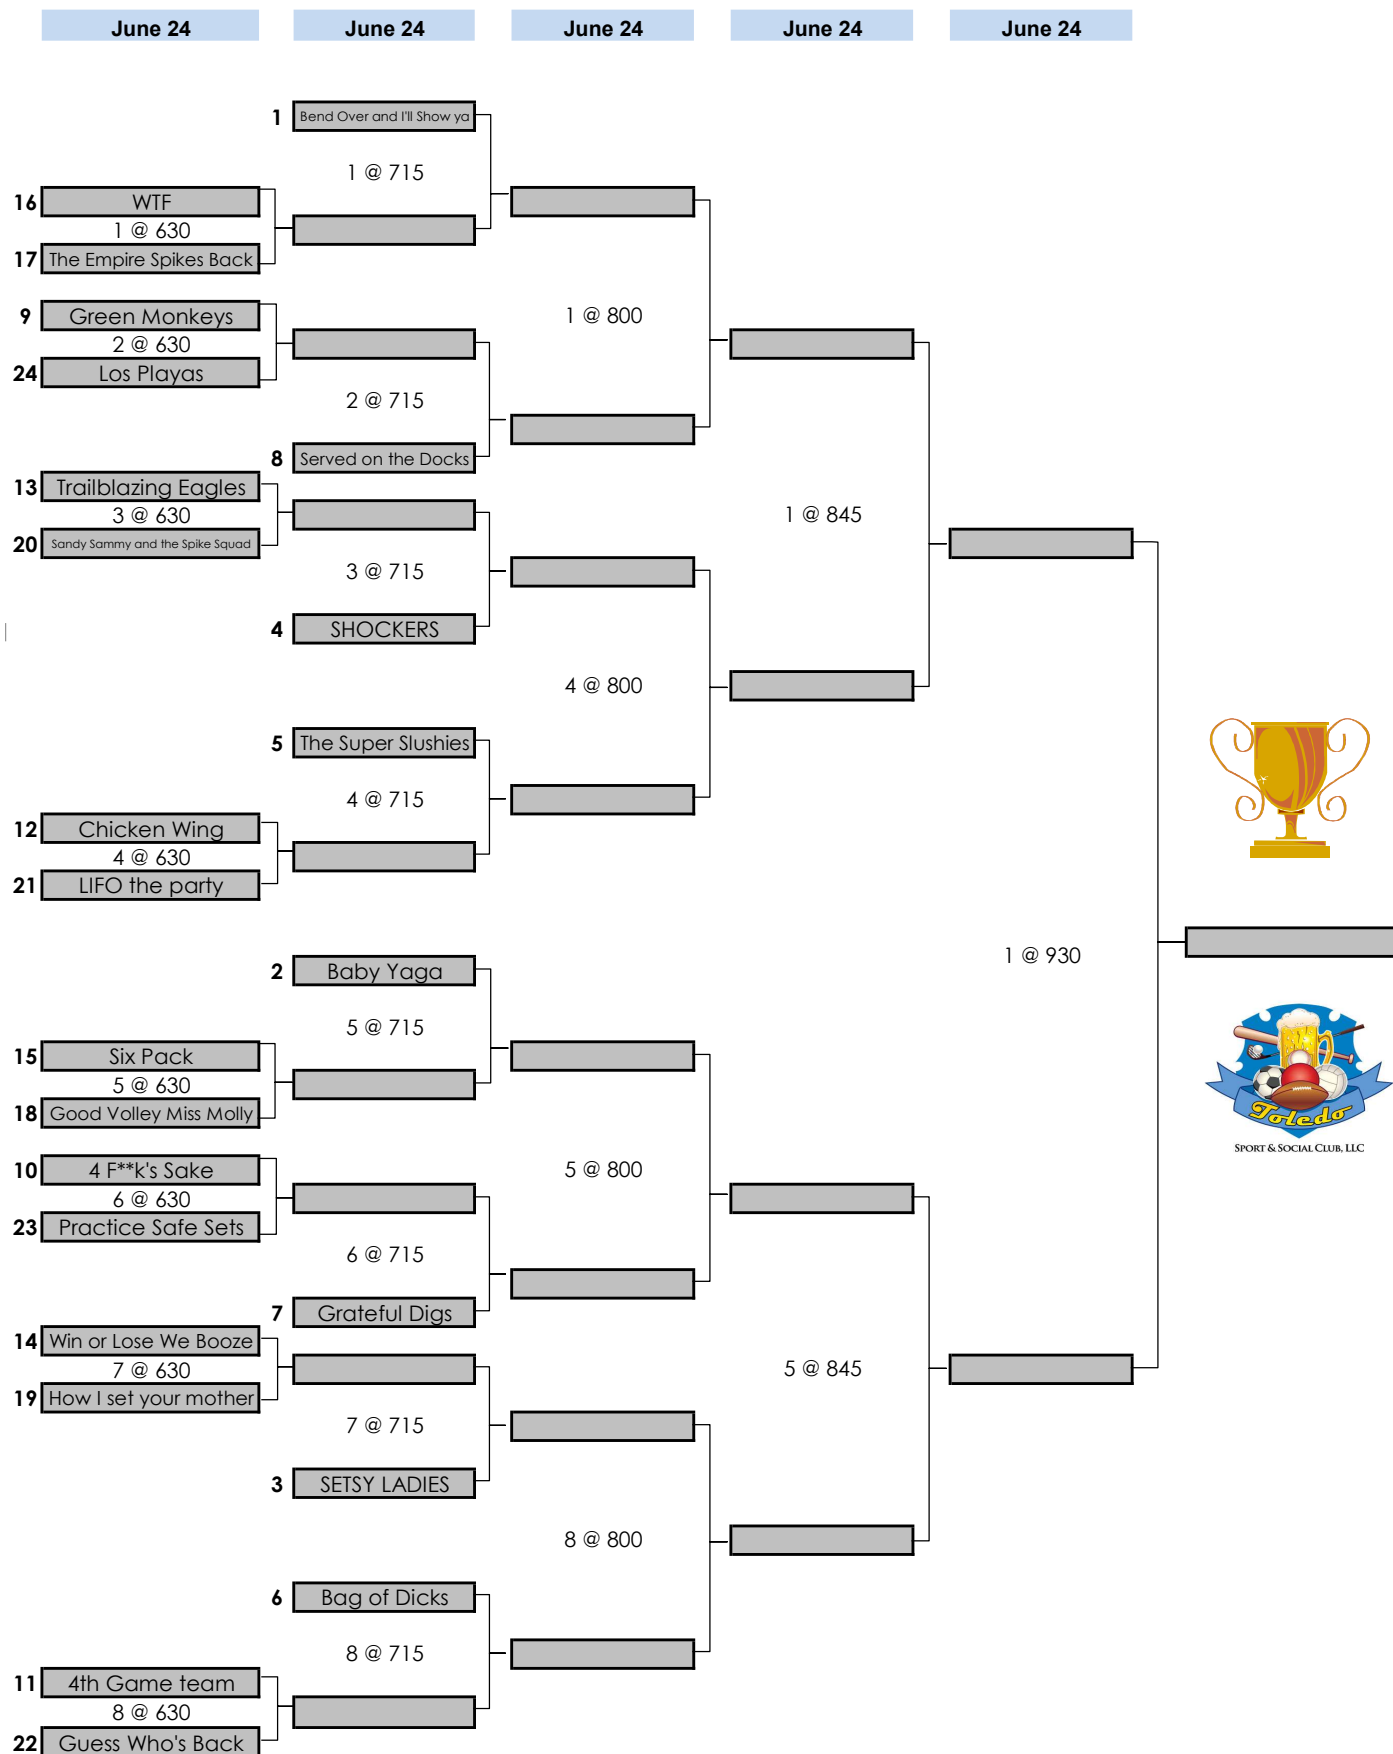 June 24 June 24 June 24 June 24 June 24
1 Bend Over and I'll Show ya
1 @ 715
16 WTF
1 @ 630
17 The Empire Spikes Back
9 Green Monkeys
1 @ 800
2 @ 630
24 Los Playas
2 @ 715
8 Served on the Docks
13 Trailblazing Eagles
3 @ 630
1 @ 845
20 Sandy Sammy and the Spike Squad
3 @ 715
4 SHOCKERS
4 @ 800
5 The Super Slushies
4 @ 715
12 Chicken Wing
4 @ 630
21 LIFO the party
1 @ 930
2 Baby Yaga
5 @ 715
15 Six Pack
5 @ 630
18 Good Volley Miss Molly
Toledo
SPORT & SOCIAL CLUB, LLC
10 4 F**k's Sake
5 @ 800
6 @ 630
23 Practice Safe Sets
6 @ 715
7 Grateful Digs
14 Win or Lose We Booze
7 @ 630
5 @ 845
19 How I set your mother
7 @ 715
3 SETSY LADIES
8 @ 800
6 Bag of Dicks
8 @ 715
11 4th Game team
8 @ 630
22 Guess Who's Back